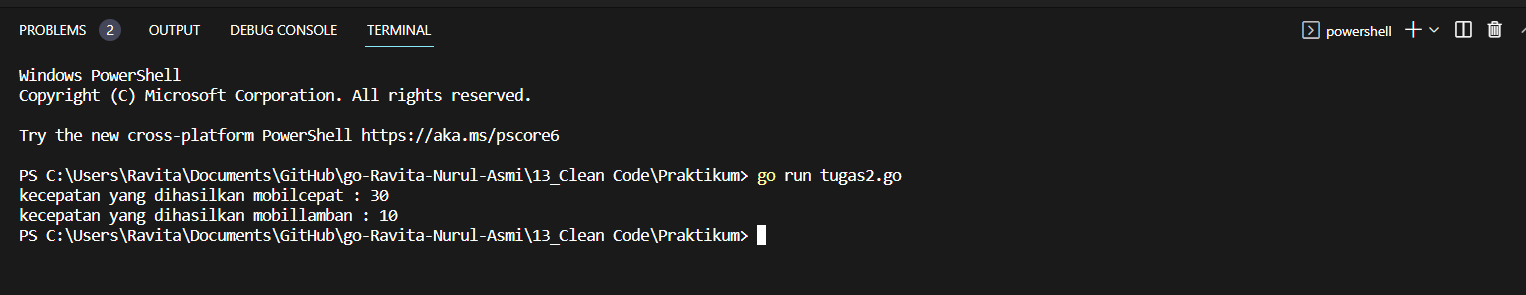 PROBLEMS 2 OUTPUT DEBUG CONSOLE TERMINAL powershell
Windows PowerShell
Copyright (C) Microsoft Corporation. All rights reserved.
Try the new cross-platform PowerShell https://aka.ms/pscore6
PS C:\Users\Ravita\Documents\GitHub\go-Ravita-Nurul-Asmi\13_Clean Code\Praktikum> go run tugas2.go
kecepatan yang dihasilkan mobilcepat : 30
kecepatan yang dihasilkan mobillamban : 10
PS C:\Users\Ravita\Documents\GitHub\go-Ravita-Nurul-Asmi\13_Clean Code\Praktikum>